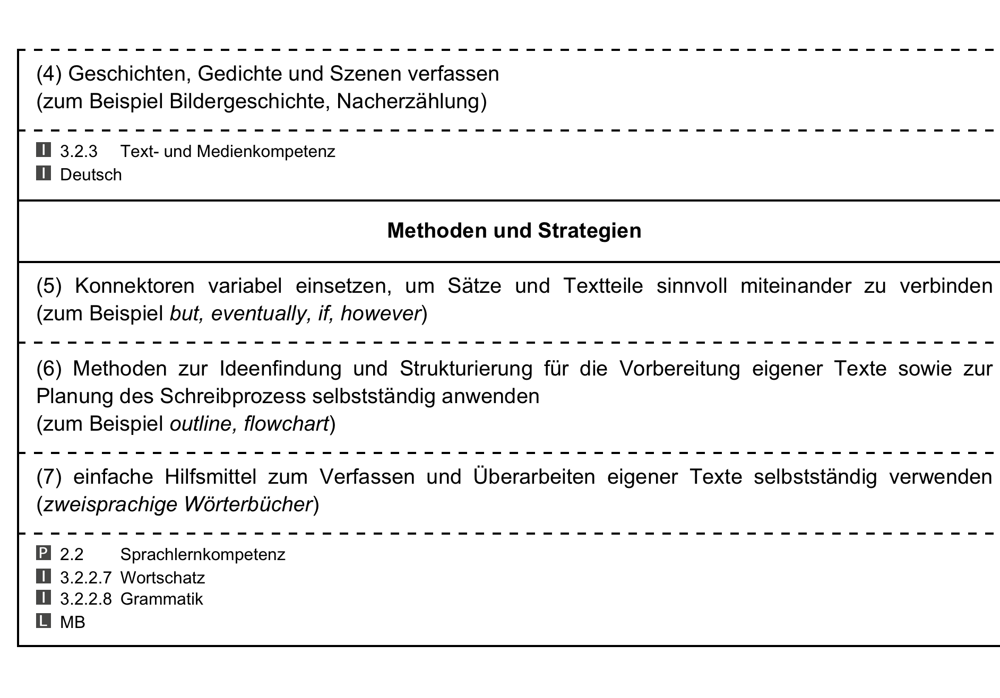 (4) Geschichten, Gedichte und Szenen verfassen
(zum Beispiel Bildergeschichte, Nacherzählung)
I 3.2.3 Text- und Medienkompetenz
I Deutsch
Methoden und Strategien
(5) Konnektoren variabel einsetzen, um Sätze und Textteile sinnvoll miteinander zu verbinden
(zum Beispiel but, eventually, if, however)
(6) Methoden zur Ideenfindung und Strukturierung für die Vorbereitung eigener Texte sowie zur
Planung des Schreibprozess selbstständig anwenden
(zum Beispiel outline, flowchart)
(7) einfache Hilfsmittel zum Verfassen und Überarbeiten eigener Texte selbstständig verwenden
(zweisprachige Wörterbücher)
P 2.2 Sprachlernkompetenz
I 3.2.2.7 Wortschatz
I 3.2.2.8 Grammatik
L MB